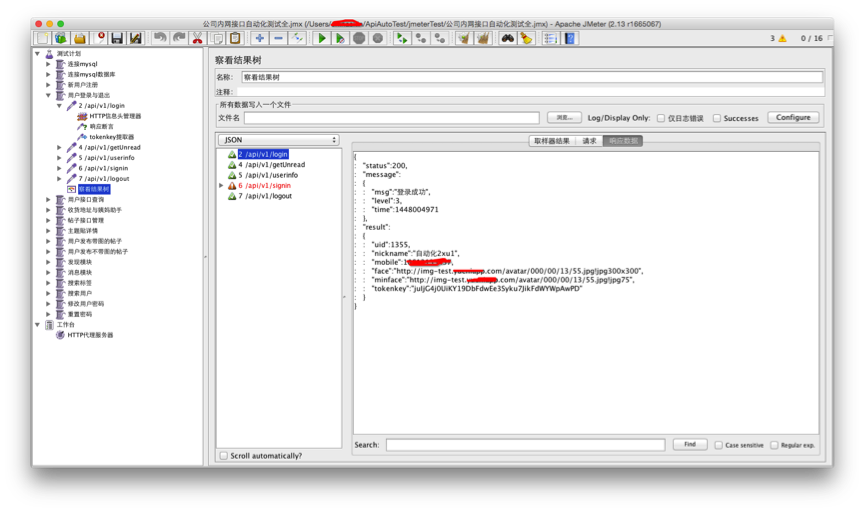 公司内网接口自动化测试全.jmx (/Users/ /ApiAutoTest/jmeterTest/公司内网接口自动化测试全.jmx) - Apache JMeter (2.13 r1665067)
3 0 / 16
测试计划
连接mysql
连接mysql数据库
新用户注册
用户登录与退出
2 /api/v1/login
HTTP信息头管理器
响应断言
tokenkey提取器
4 /api/v1/getUnread
5 /api/v1/userinfo
6 /api/v1/signin
7 /api/v1/logout
察看结果树
用户接口查询
收货地址与姨妈助手
帖子接口管理
主题贴详情
用户发布带图的帖子
用户发布不带图的帖子
发现模块
消息模块
搜索标签
搜索用户
修改用户密码
重置密码
工作台
HTTP代理服务器
察看结果树
名称: 察看结果树
注释:
所有数据写入一个文件
文件名 浏览... Log/Display Only: 仅日志错误 Successes Configure
JSON
2 /api/v1/login
4 /api/v1/getUnread
5 /api/v1/userinfo
6 /api/v1/signin
7 /api/v1/logout
Scroll automatically?
取样器结果 请求 响应数据
{
: "status":200,
: "message":
: {
: : "msg":"登录成功",
: : "level":3,
: : "time":1448004971
: },
: "result":
: {
: : "uid":1355,
: : "nickname":"自动化2xu1",
: : "mobile":1
: : "face":"http://img-test. .com/avatar/000/00/13/55.jpg!jpg300x300",
: : "minface":"http://img-test. .com/avatar/000/00/13/55.jpg!jpg75",
: : "tokenkey":"juIjG4j0UiKY19DbFdwEe3Syku7JikFdWYWpAwPD"
: }
}
Search: Find Case sensitive Regular exp.